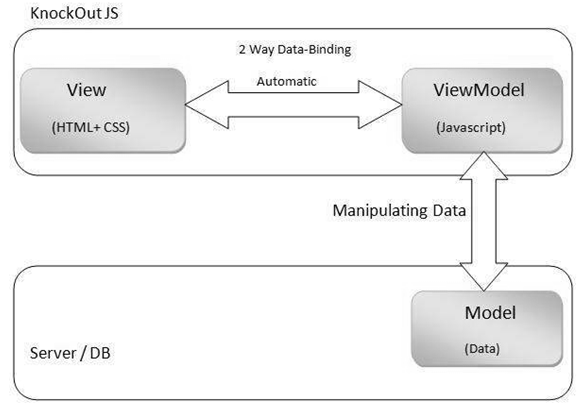 KnockOut JS
2 Way Data-Binding
Automatic
View
(HTML+ CSS)
ViewModel
(Javascript)
Manipulating Data
Model
(Data)
Server / DB